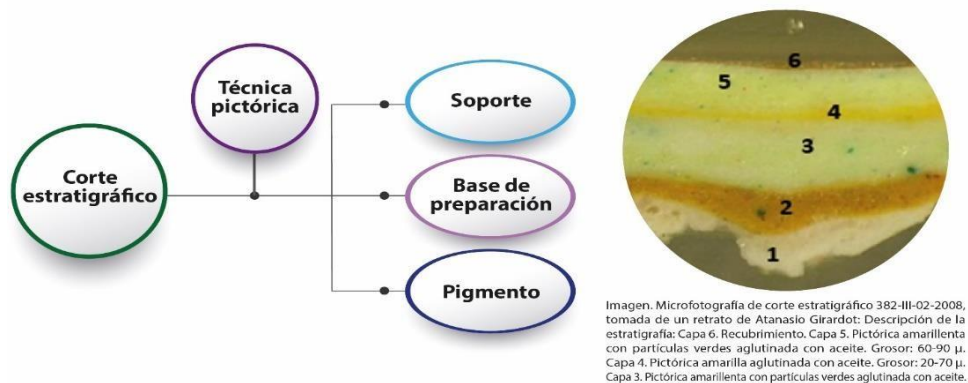 Técnica
pictórica
Soporte
Corte
estratigráfico
Base de
preparación
Pigmento
6
5
4
3
2
1
Imagen. Microfotografía de corte estratigráfico 382-III-02-2008,
tomada de un retrato de Atanasio Girardot: Descripción de la
estratigrafía: Capa 6. Recubrimiento. Capa 5. Pictórica amarillenta
con partículas verdes aglutinada con aceite. Grosor: 60-90 µ.
Capa 4. Pictórica amarilla aglutinada con aceite. Grosor: 20-70 µ.
Capa 3. Pictórica amarillenta con partículas verdes aglutinada con aceite.